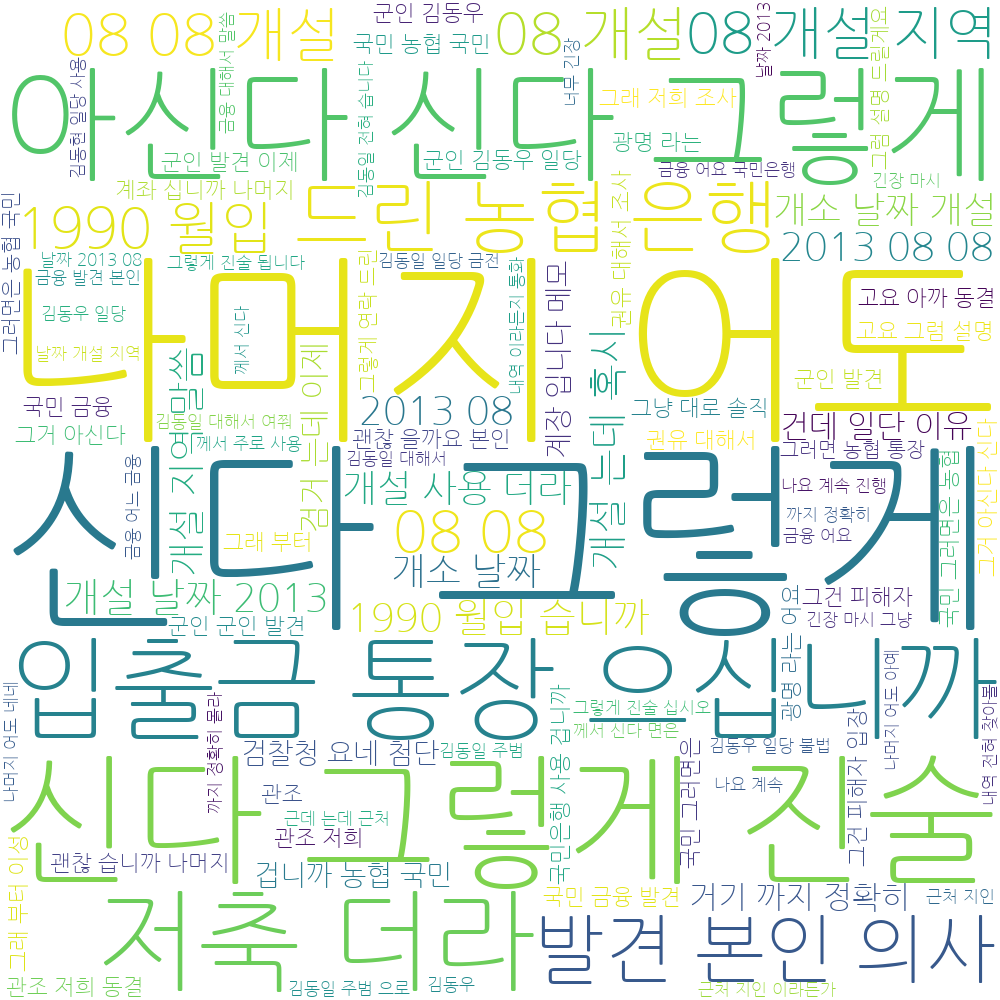 08 08 개설
군인 김동우
국민 농협 국민
08 개설
08 개설 지역
날짜 2013
너무 긴장
김동현 일당 사용
금융 대해서 말씀
김동일 전혀 습니다
아신다 신다 그렇게
그래 저희 조사
광명 라는
그럼 설명 드릴게요
군인 발견 이제
군인 김동우 일당
금융 어요 국민은행
긴장 마시
계좌 십니까 나머지
1990 월입 드린 농협 은행
권유 대해서 조사
개소 날짜 개설
2013 08 08
그러면은 농협 국민
날짜 2013 08
그렇게 진술 됩니다
김동일 일당 금전
금융 발견 본인
나머지 어도
고요 아까 동결
김동우 일당
께서 신다
그렇게 연락 드린
내역 이라든지 통화
계장 입니다 메모
고요 그럼 설명
날짜 개설 지역
군인 발견
국민 금융
개설 지역 말씀
검거 는데 이제
2013 08
개설 는데 혹시
그냥 대로 솔직
김동일 대해서 여쭤
건데 일단 이유
그거 아신다
께서 주로 사용
괜찮 을까요 본인
권유 대해서
그러면 농협 통장
김동일 대해서
신다 그렇게
금융 어느 금융
개설 사용 더라
나요 계속 진행
국민 그러면은 농협
그거 아신다 신다
08 08
까지 정확히
그래 부터
금융 어요
개소 날짜
개설 날짜 2013
1990 월입 습니까
그건 피해자
군인 군인 발견
긴장 마시 그냥
광명 라는 어여
입출금 통장 으십니까
나머지 어도 네네
까지 정확히 몰라
그렇게 진술 십시오
나머지 어도 아예
내역 전혀 찾아볼
께서 신다 면은
검찰청 요네 첨단
김동일 주범
김동우 일당 불법
국민은행 사용 겁니까
국민 그러면은
그건 피해자 입장
신다 그렇게 진술
나요 계속
관조
근데 는데 근처
관조 저희
괜찮 습니까 나머지
겁니까 농협 국민
그래 부터 이성
저축 더라
국민 금융 발견
거기 까지 정확히
근처 지인
발견 본인 의사
관조 저희 동결
김동일 주범 으로
김동우
근처 지인 이라든가